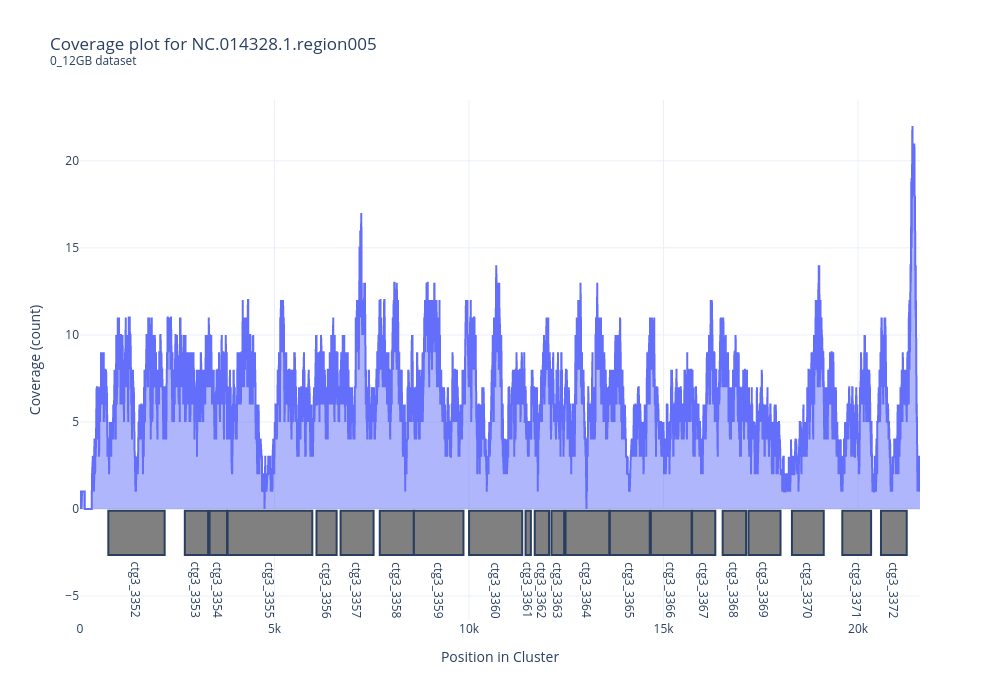 Coverage plot for NC.014328.1.region005
0_12GB dataset
Coverage (count)
20
15
10
5
0
−5
ctg3_3352
ctg3_3353
ctg3_3354
ctg3_3355
ctg3_3356
ctg3_3357
ctg3_3358
ctg3_3359
ctg3_3360
ctg3_3361
ctg3_3362
ctg3_3363
ctg3_3364
ctg3_3365
ctg3_3366
ctg3_3367
ctg3_3368
ctg3_3369
ctg3_3370
ctg3_3371
ctg3_3372
0 5k 10k 15k 20k
Position in Cluster